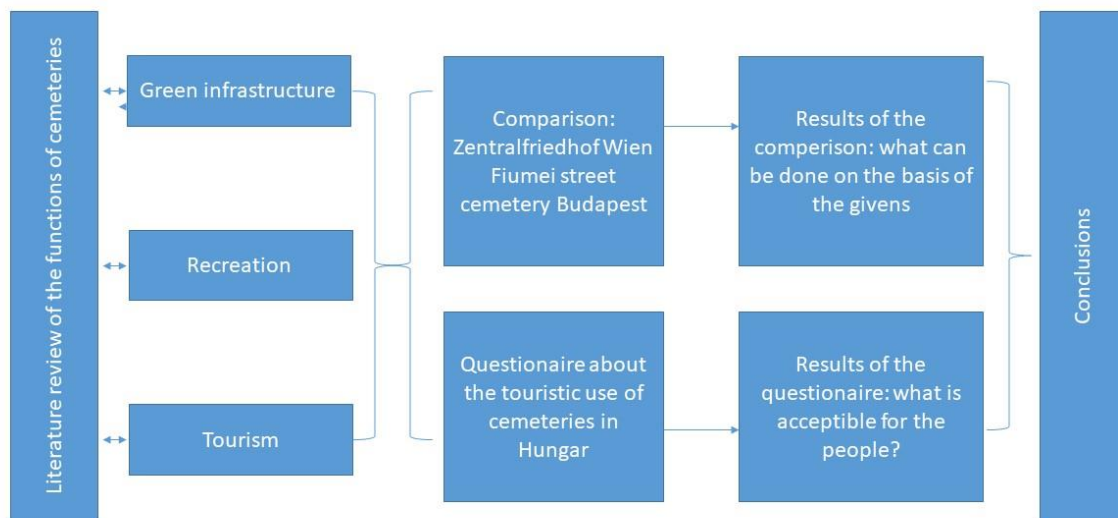 Literature review of the functions of cemeteries
Green infrastructure
Recreation
Tourism
Comparison:
Zentralfriedhof Wien
Fiumei street
cemetery Budapest
Questionaire about
the touristic use of
cemeteries in
Hungar
Results of the
comperison: what can
be done on the basis of
the givens
Results of the
questionaire: what is
acceptible for the
people?
Conclusions